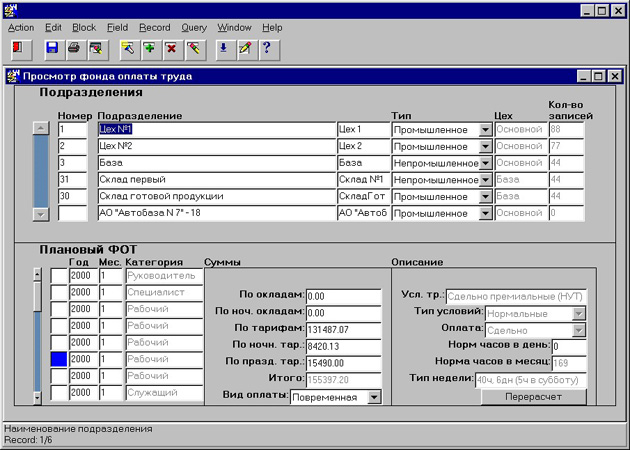 Action Edit Block Field Record Query Window Help
Просмотр фонда оплаты труда
Подразделения
Номер Подразделение Тип Цех Кол-во записей
1 Цех №1 Цех 1 Промышленное Основной 88
2 Цех №2 Цех 2 Промышленное Основной 77
3 База База Непромышленное Основной 44
31 Склад первый Склад №1 Непромышленное База 44
30 Склад готовой продукции СкладГот Промышленное База 44
АО "Автобаза N 7" - 18 АО "Автоб Промышленное Основной 0
Плановый ФОТ
Год Мес. Категория Суммы Описание
2000 1 Руководитель
2000 1 Специалист
2000 1 Рабочий
2000 1 Рабочий
2000 1 Рабочий
2000 1 Рабочий
2000 1 Рабочий
2000 1 Служащий
По окладам: 0.00
По ноч. окладам: 0.00
По тарифам: 131487.07
По ночн. тар.: 8420.13
По празд. тар.: 15490.00
Итого: 155397.20
Вид оплаты: Повременная
Усл. тр.: Сдельно премиальные (НУТ)
Тип условий: Нормальные
Оплата: Сдельно
Норм часов в день: 0
Норма часов в месяц: 169
Тип недели: 40ч, 6дн (5ч в субботу)
Перерасчет
Наименование подразделения
Record: 1/6